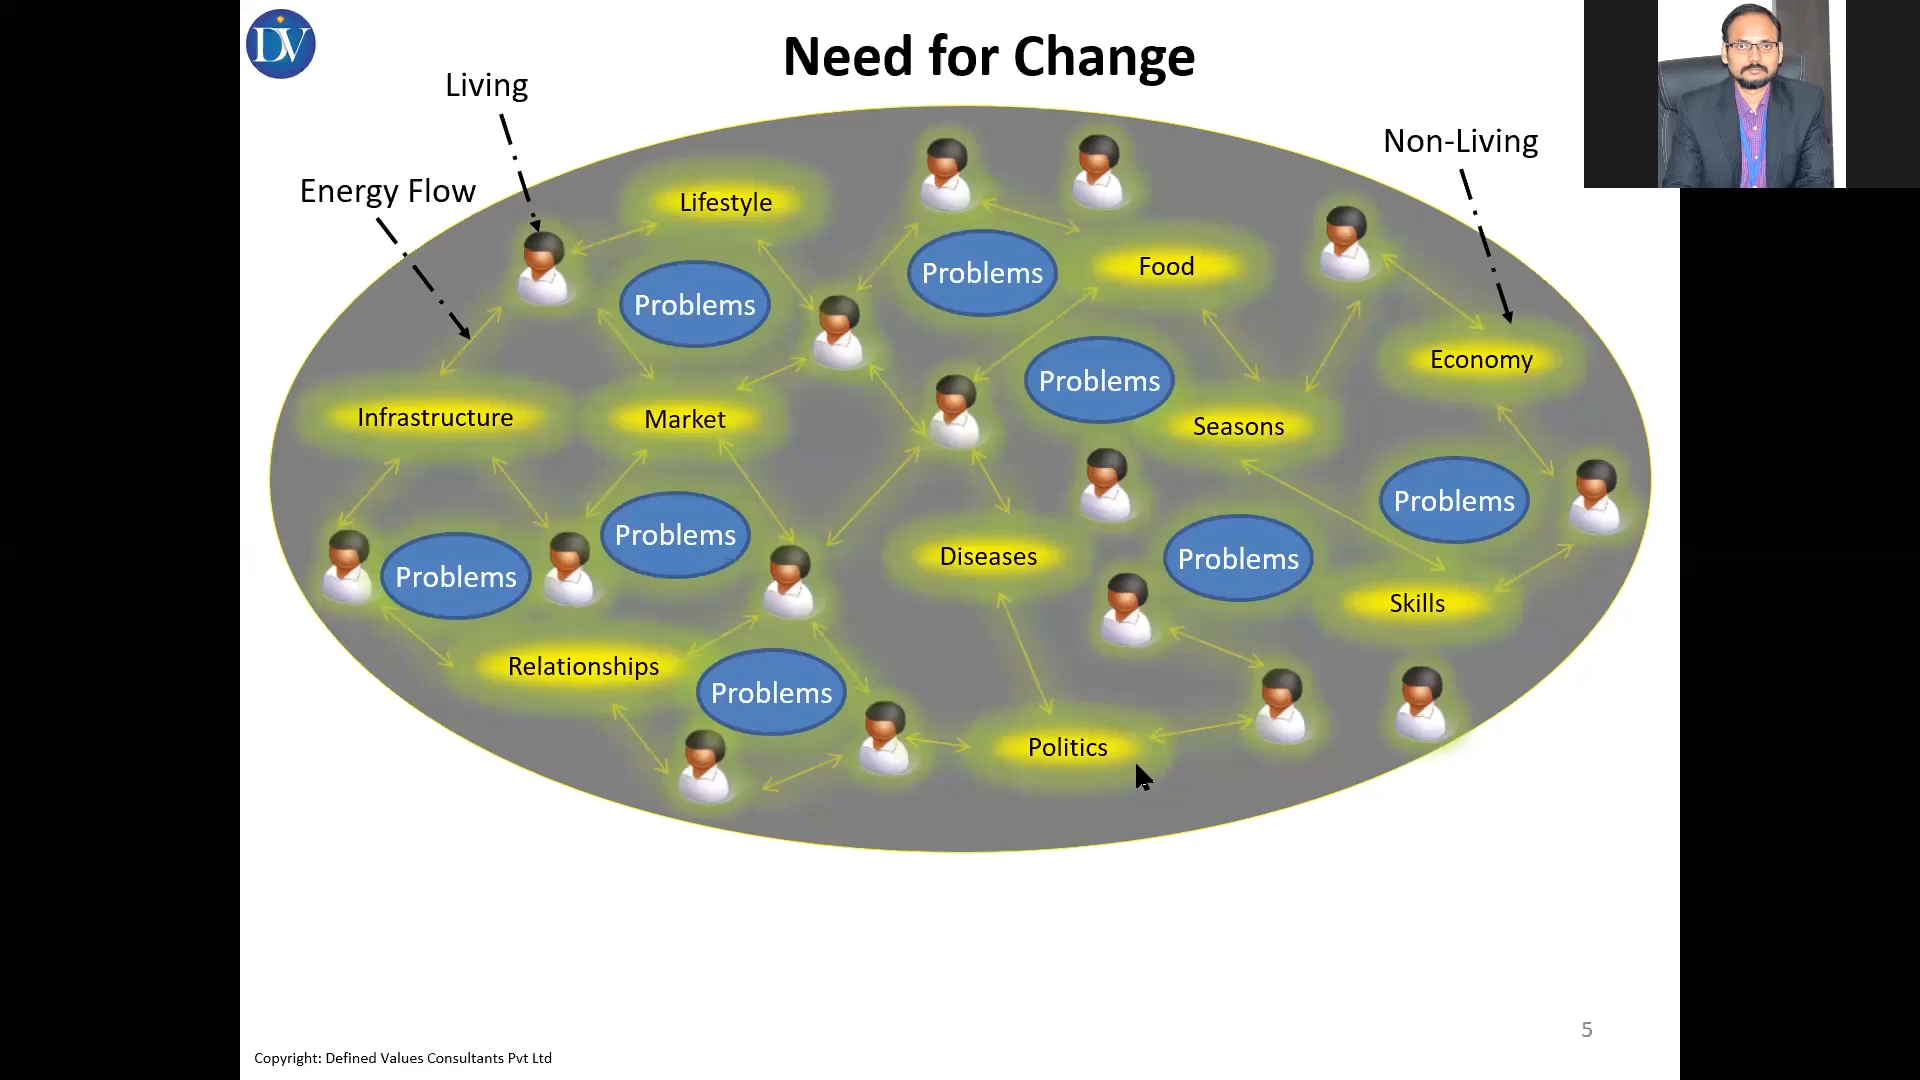 DV
Need for Change
Living
Non-Living
Energy Flow
Lifestyle
Problems
Food
Problems
Problems
Economy
Infrastructure
Market
Seasons
Problems
Problems
Diseases
Problems
Problems
Skills
Relationships
Problems
Politics
5
Copyright: Defined Values Consultants Pvt Ltd